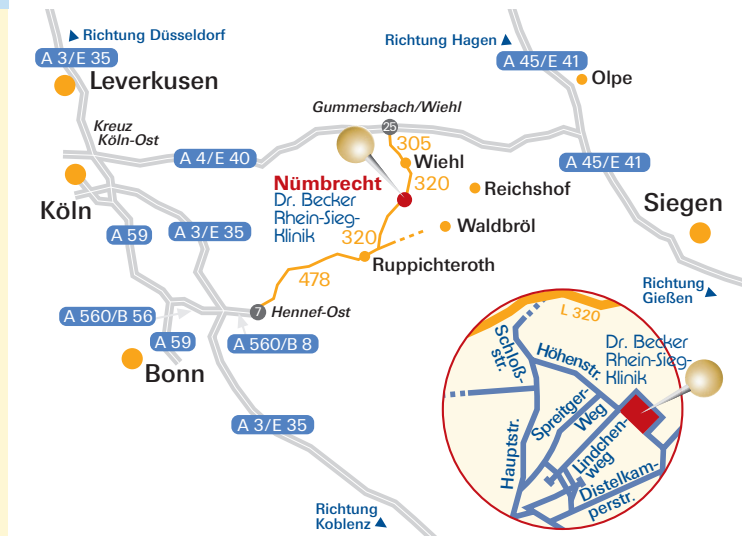 Richtung Düsseldorf
A 3/E 35
Leverkusen
Richtung Hagen
A 45/E 41
Olpe
Gummersbach/Wiehl
Kreuz
Köln-Ost
25
305
A 4/E 40
Wiehl
A 45/E 41
Nümbrecht
320
Reichshof
Dr. Becker
Rhein-Sieg-
Klinik
Köln
Siegen
A 59
A 3/E 35
320
Waldbröl
Ruppichteroth
478
Richtung
Gießen
7
Hennef-Ost
A 560/B 56
A 59
A 560/B 8
Bonn
L 320
Schloß-
str.
Höhenstr.
Dr. Becker
Rhein-Sieg-
Klinik
Spreitger-
Weg
Hauptstr.
Lindchen-
weg
Distelkam-
perstr.
A 3/E 35
Richtung
Koblenz